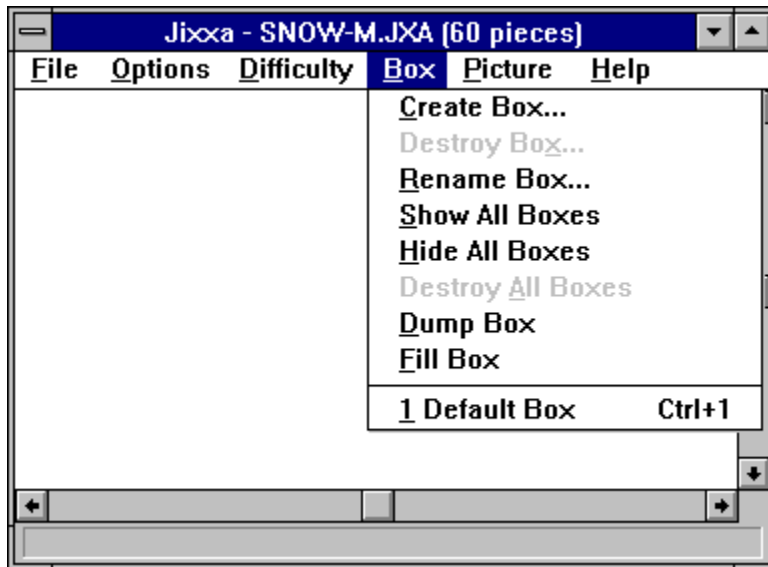 Jixxa - SNOW-M.JXA (60 pieces)
File Options Difficulty Box Picture Help
Create Box...
Destroy Box...
Rename Box...
Show All Boxes
Hide All Boxes
Destroy All Boxes
Dump Box
Fill Box
1 Default Box Ctrl+1